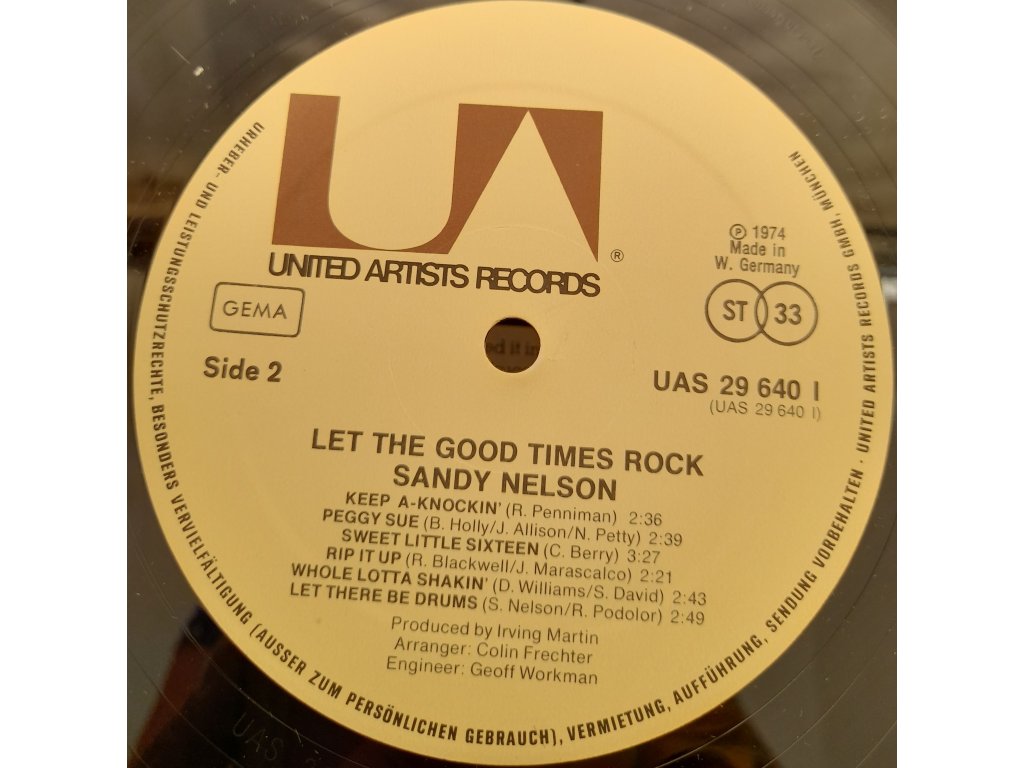 UA
UNITED ARTISTS RECORDS ®
GEMA
Side 2
℗ 1974
Made in
W. Germany
ST 33
UAS 29 640 I
(UAS 29 640 I)
LET THE GOOD TIMES ROCK
SANDY NELSON
KEEP A-KNOCKIN' (R. Penniman) 2:36
PEGGY SUE (B. Holly/J. Allison/N. Petty) 2:39
SWEET LITTLE SIXTEEN (C. Berry) 3:27
RIP IT UP (R. Blackwell/J. Marascalco) 2:21
WHOLE LOTTA SHAKIN' (D. Williams/S. David) 2:43
LET THERE BE DRUMS (S. Nelson/R. Podolor) 2:49
Produced by Irving Martin
Arranger: Colin Frechter
Engineer: Geoff Workman
URHEBER- UND LEISTUNGSSCHUTZRECHTE, BESONDERS VERVIELFÄLTIGUNG (AUSSER ZUM PERSÖNLICHEN GEBRAUCH), VERMIETUNG, AUFFÜHRUNG, SENDUNG VORBEHALTEN · UNITED ARTISTS RECORDS GMBH, MÜNCHEN
ed it in
UAS